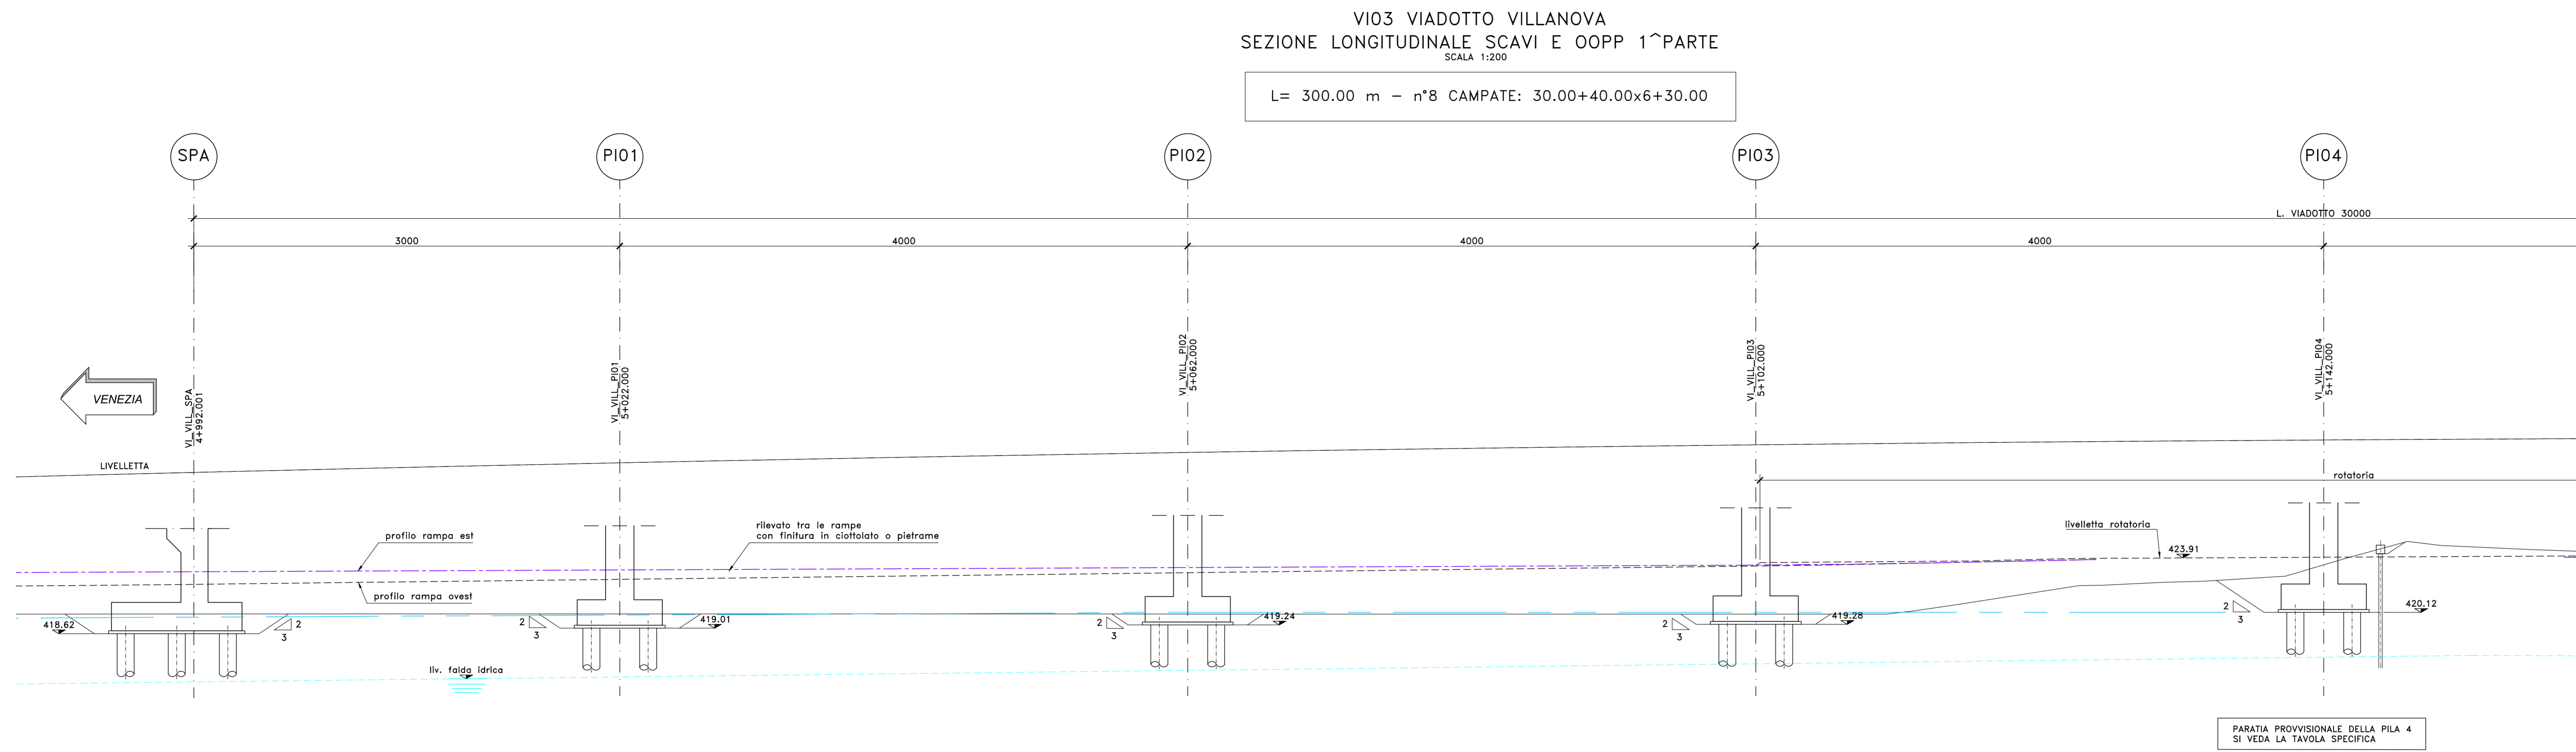 VI03 VIADOTTO VILLANOVA
SEZIONE LONGITUDINALE SCAVI E OOPP 1^PARTE
SCALA 1:200
L= 300.00 m - n°8 CAMPATE: 30.00+40.00x6+30.00
SPA
PI01
PI02
PI03
PI04
L. VIADOTTO 30000
3000
4000
4000
4000
VI_VILL_SPA
4+992.001
VI_VILL_PI01
5+022.000
VI_VILL_PI02
5+062.000
VI_VILL_PI03
5+102.000
VI_VILL_PI04
5+142.000
VENEZIA
LIVELLETTA
rotatoria
profilo rampa est
rilevato tra le rampe
con finitura in ciottolato o pietrame
livelletta rotatoria
423.91
profilo rampa ovest
418.62
2
3
2
3
419.01
2
3
419.24
2
3
419.28
2
3
420.12
liv. falda idrica
PARATIA PROVVISIONALE DELLA PILA 4
SI VEDA LA TAVOLA SPECIFICA